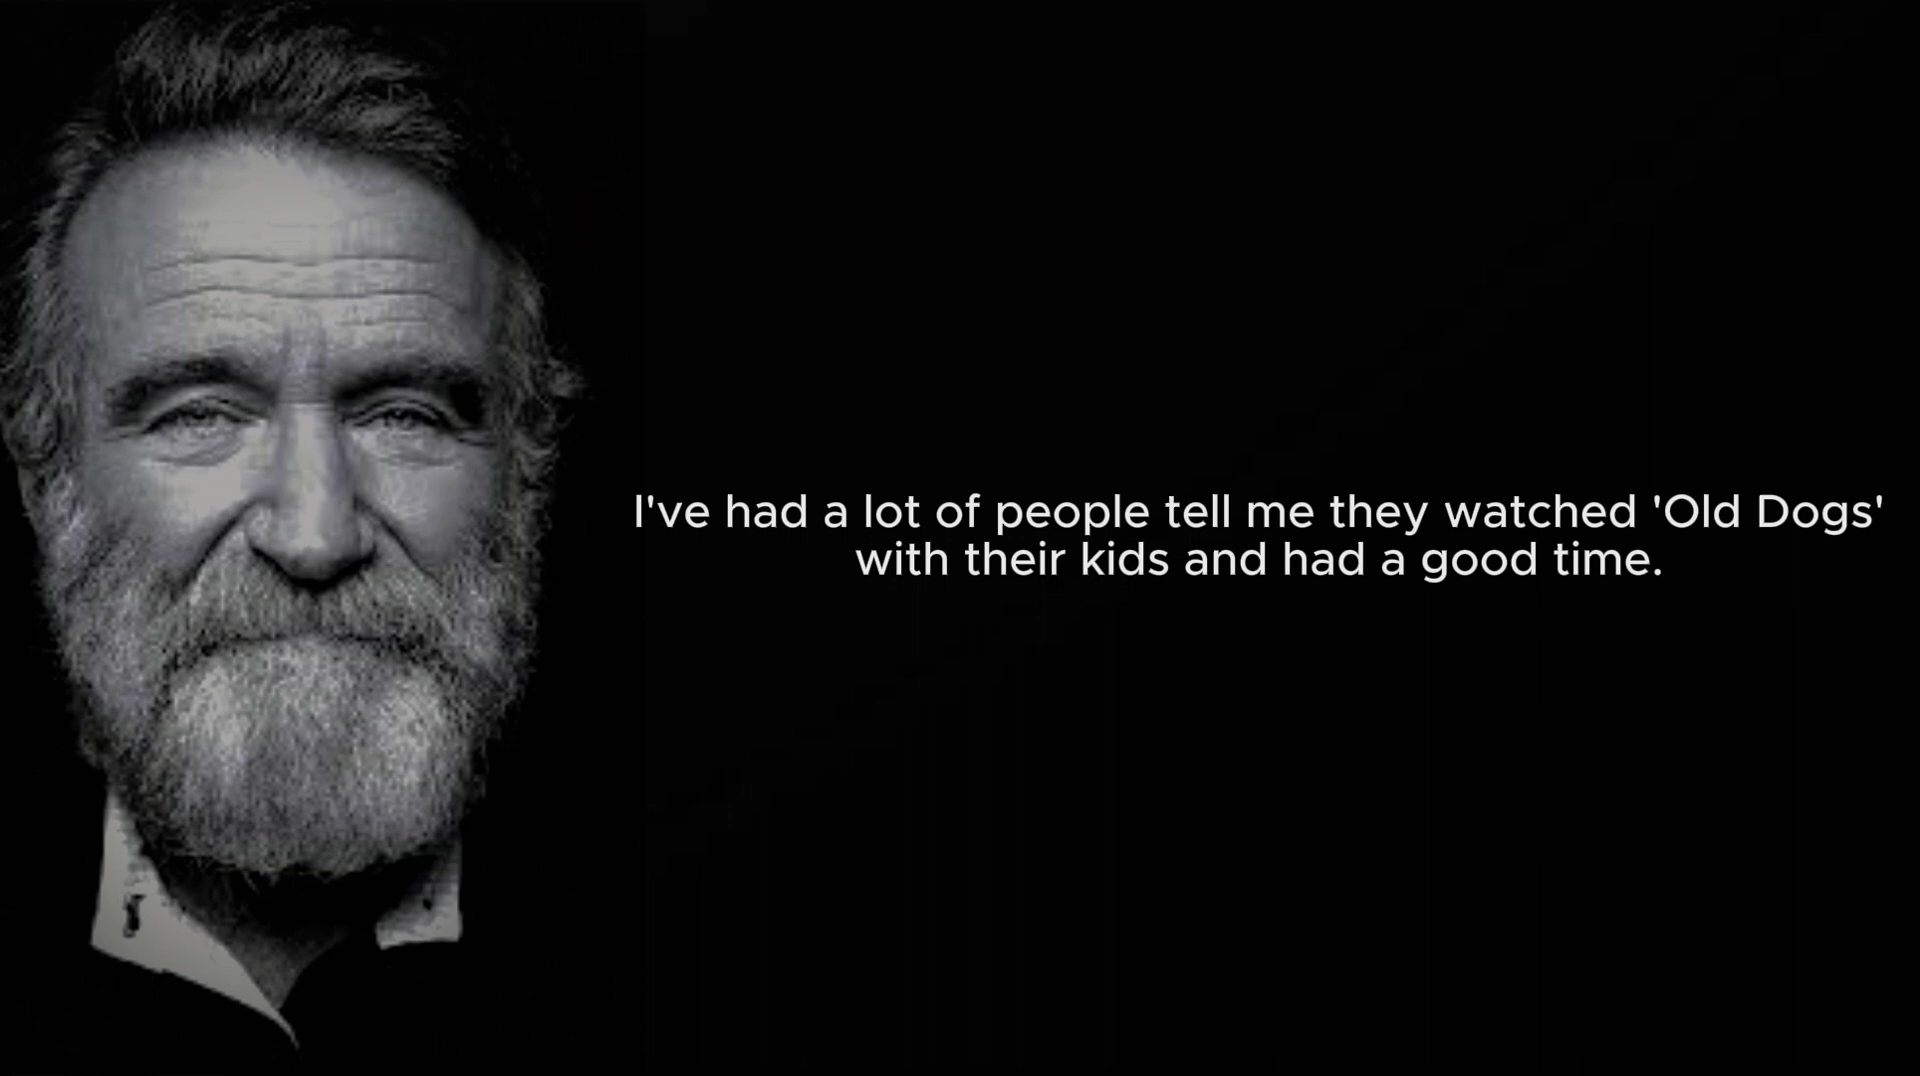 I've had a lot of people tell me they watched 'Old Dogs'
with their kids and had a good time.